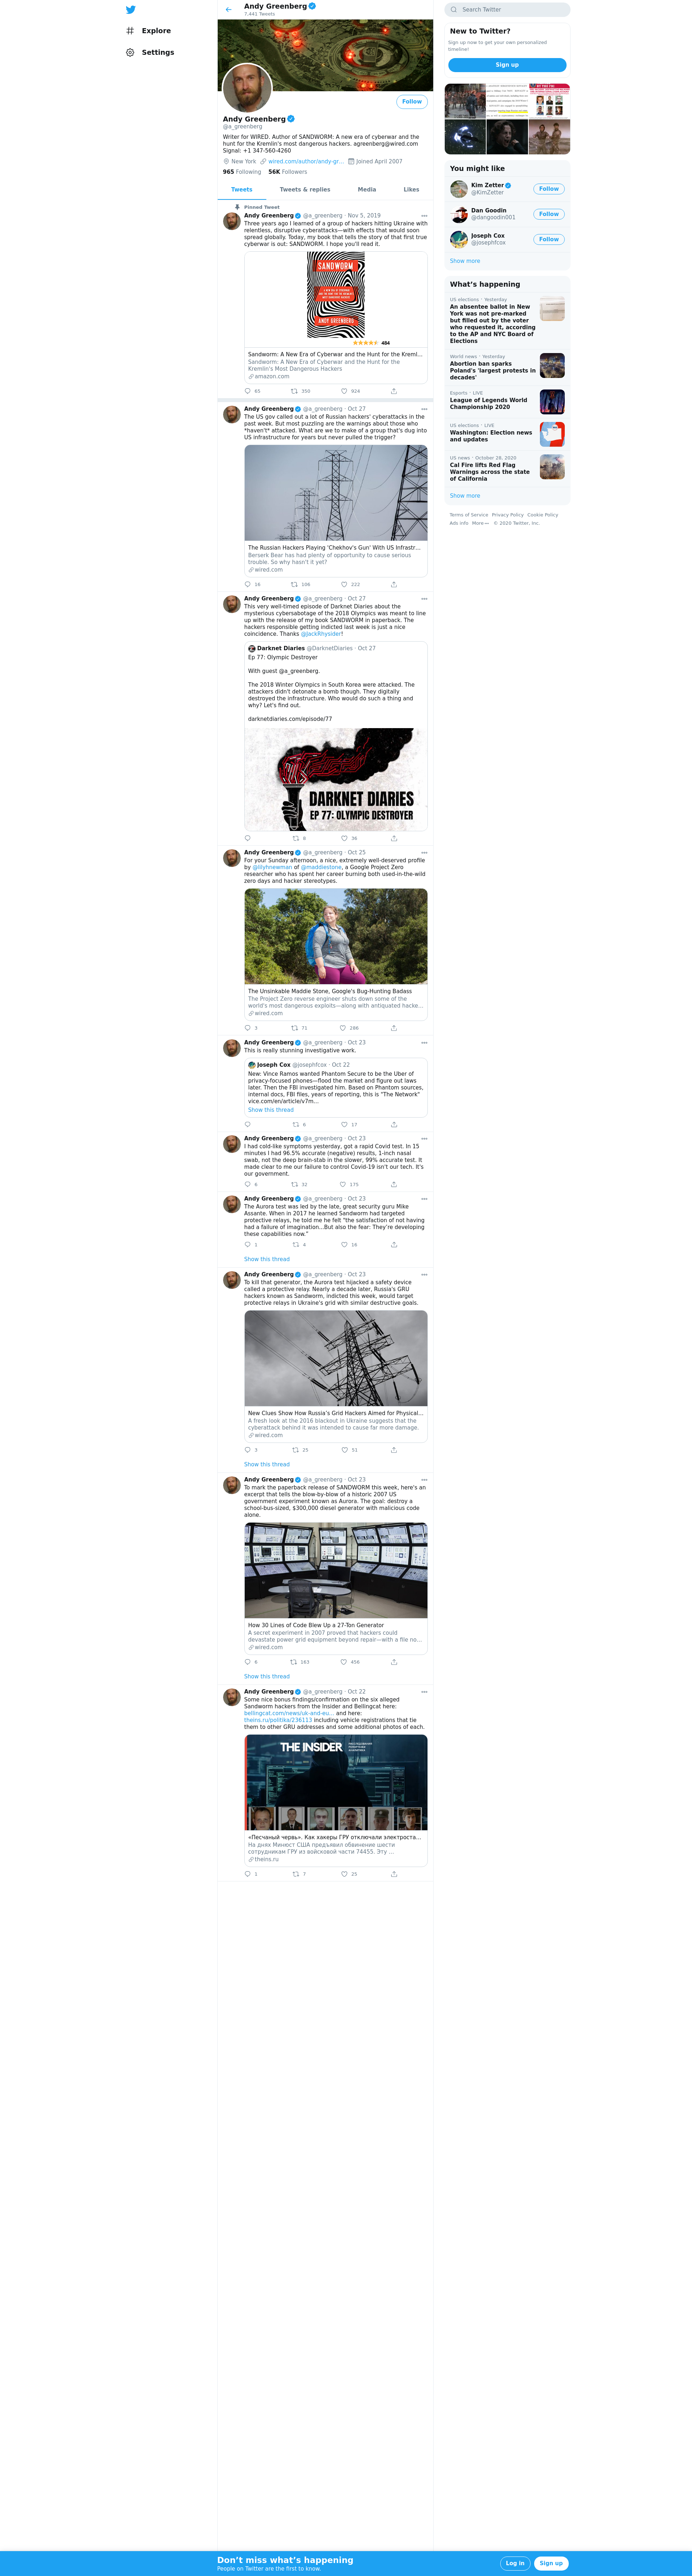 Explore
Settings
Andy Greenberg
7,441 Tweets
Follow
Andy Greenberg
@a_greenberg
Writer for WIRED. Author of SANDWORM: A new era of cyberwar and the
hunt for the Kremlin's most dangerous hackers. agreenberg@wired.com
Signal: +1 347-560-4260
New York wired.com/author/andy-gr… Joined April 2007
965 Following 56K Followers
Tweets Tweets & replies Media Likes
Pinned Tweet
Andy Greenberg @a_greenberg · Nov 5, 2019
Three years ago I learned of a group of hackers hitting Ukraine with
relentless, disruptive cyberattacks—with effects that would soon
spread globally. Today, my book that tells the story of that first true
cyberwar is out: SANDWORM. I hope you'll read it.
SANDWORM
ANDY GREENBERG
484
Sandworm: A New Era of Cyberwar and the Hunt for the Kreml…
Sandworm: A New Era of Cyberwar and the Hunt for the
Kremlin's Most Dangerous Hackers
amazon.com
65 350 924
Andy Greenberg @a_greenberg · Oct 27
The US gov called out a lot of Russian hackers' cyberattacks in the
past week. But most puzzling are the warnings about those who
*haven't* attacked. What are we to make of a group that's dug into
US infrastructure for years but never pulled the trigger?
The Russian Hackers Playing 'Chekhov's Gun' With US Infrastr…
Berserk Bear has had plenty of opportunity to cause serious
trouble. So why hasn't it yet?
wired.com
16 106 222
Andy Greenberg @a_greenberg · Oct 27
This very well-timed episode of Darknet Diaries about the
mysterious cybersabotage of the 2018 Olympics was meant to line
up with the release of my book SANDWORM in paperback. The
hackers responsible getting indicted last week is just a nice
coincidence. Thanks @JackRhysider!
Darknet Diaries @DarknetDiaries · Oct 27
Ep 77: Olympic Destroyer
With guest @a_greenberg.
The 2018 Winter Olympics in South Korea were attacked. The
attackers didn't detonate a bomb though. They digitally
destroyed the infrastructure. Who would do such a thing and
why? Let's find out.
darknetdiaries.com/episode/77
DARKNET DIARIES
EP 77: OLYMPIC DESTROYER
8 36
Andy Greenberg @a_greenberg · Oct 25
For your Sunday afternoon, a nice, extremely well-deserved profile
by @lilyhnewman of @maddiestone, a Google Project Zero
researcher who has spent her career burning both used-in-the-wild
zero days and hacker stereotypes.
The Unsinkable Maddie Stone, Google's Bug-Hunting Badass
The Project Zero reverse engineer shuts down some of the
world's most dangerous exploits—along with antiquated hacke…
wired.com
3 71 286
Andy Greenberg @a_greenberg · Oct 23
This is really stunning investigative work.
Joseph Cox @josephfcox · Oct 22
New: Vince Ramos wanted Phantom Secure to be the Uber of
privacy-focused phones—flood the market and figure out laws
later. Then the FBI investigated him. Based on Phantom sources,
internal docs, FBI files, years of reporting, this is "The Network"
vice.com/en/article/v7m…
Show this thread
6 17
Andy Greenberg @a_greenberg · Oct 23
I had cold-like symptoms yesterday, got a rapid Covid test. In 15
minutes I had 96.5% accurate (negative) results, 1-inch nasal
swab, not the deep brain-stab in the slower, 99% accurate test. It
made clear to me our failure to control Covid-19 isn't our tech. It's
our government.
6 32 175
Andy Greenberg @a_greenberg · Oct 23
The Aurora test was led by the late, great security guru Mike
Assante. When in 2017 he learned Sandworm had targeted
protective relays, he told me he felt "the satisfaction of not having
had a failure of imagination…But also the fear: They're developing
these capabilities now."
1 4 16
Show this thread
Andy Greenberg @a_greenberg · Oct 23
To kill that generator, the Aurora test hijacked a safety device
called a protective relay. Nearly a decade later, Russia's GRU
hackers known as Sandworm, indicted this week, would target
protective relays in Ukraine's grid with similar destructive goals.
New Clues Show How Russia's Grid Hackers Aimed for Physical…
A fresh look at the 2016 blackout in Ukraine suggests that the
cyberattack behind it was intended to cause far more damage.
wired.com
3 25 51
Show this thread
Andy Greenberg @a_greenberg · Oct 23
To mark the paperback release of SANDWORM this week, here's an
excerpt that tells the blow-by-blow of a historic 2007 US
government experiment known as Aurora. The goal: destroy a
school-bus-sized, $300,000 diesel generator with malicious code
alone.
How 30 Lines of Code Blew Up a 27-Ton Generator
A secret experiment in 2007 proved that hackers could
devastate power grid equipment beyond repair—with a file no…
wired.com
6 163 456
Show this thread
Andy Greenberg @a_greenberg · Oct 22
Some nice bonus findings/confirmation on the six alleged
Sandworm hackers from the Insider and Bellingcat here:
bellingcat.com/news/uk-and-eu… and here:
theins.ru/politika/236113 including vehicle registrations that tie
them to other GRU addresses and some additional photos of each.
THE INSIDER
«Песчаный червь». Как хакеры ГРУ отключали электроста…
На днях Минюст США предъявил обвинение шести
сотрудникам ГРУ из войсковой части 74455. Эту …
theins.ru
1 7 25
Search Twitter
New to Twitter?
Sign up now to get your own personalized
timeline!
Sign up
You might like
Kim Zetter
@KimZetter
Follow
Dan Goodin
@dangoodin001
Follow
Joseph Cox
@josephfcox
Follow
Show more
What's happening
US elections · Yesterday
An absentee ballot in New
York was not pre-marked
but filled out by the voter
who requested it, according
to the AP and NYC Board of
Elections
World news · Yesterday
Abortion ban sparks
Poland's 'largest protests in
decades'
Esports · LIVE
League of Legends World
Championship 2020
US elections · LIVE
Washington: Election news
and updates
US news · October 28, 2020
Cal Fire lifts Red Flag
Warnings across the state
of California
Show more
Terms of Service Privacy Policy Cookie Policy
Ads info More © 2020 Twitter, Inc.
Don't miss what's happening
People on Twitter are the first to know.
Log in Sign up